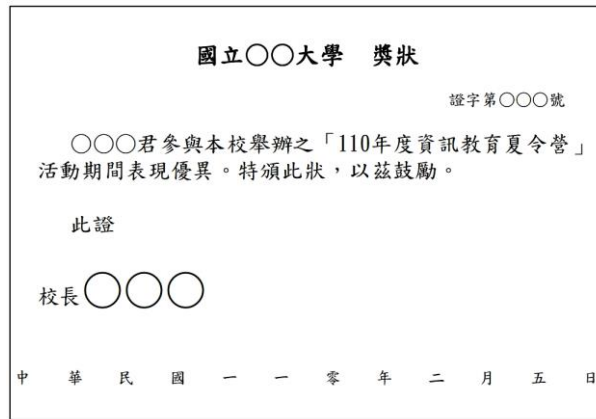 國立○○大學　獎狀
證字第○○○號
○○○君參與本校舉辦之「110年度資訊教育夏令營」
活動期間表現優異。特頒此狀，以茲鼓勵。
此證
校長○○○
中華民國一一零年二月五日